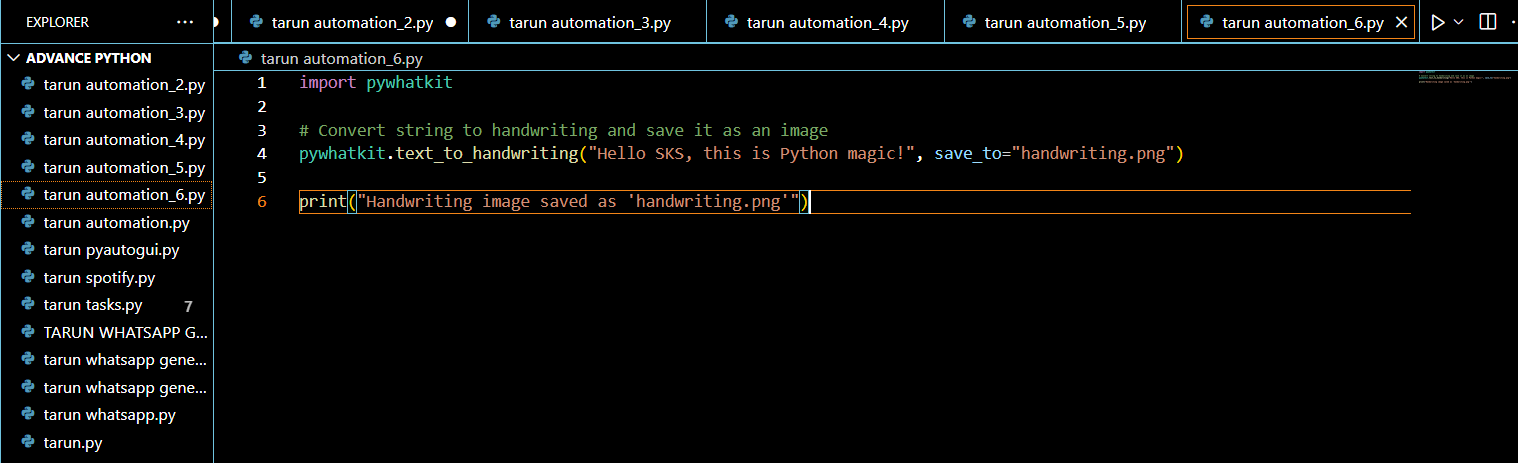 EXPLORER ...
tarun automation_2.py
tarun automation_3.py
tarun automation_4.py
tarun automation_5.py
tarun automation_6.py
ADVANCE PYTHON
tarun automation_2.py
tarun automation_3.py
tarun automation_4.py
tarun automation_5.py
tarun automation_6.py
tarun automation.py
tarun pyautogui.py
tarun spotify.py
tarun tasks.py 7
TARUN WHATSAPP G...
tarun whatsapp gene...
tarun whatsapp gene...
tarun whatsapp.py
tarun.py
tarun automation_6.py
1 import pywhatkit
2
3 # Convert string to handwriting and save it as an image
4 pywhatkit.text_to_handwriting("Hello SKS, this is Python magic!", save_to="handwriting.png")
5
6 print("Handwriting image saved as 'handwriting.png'")